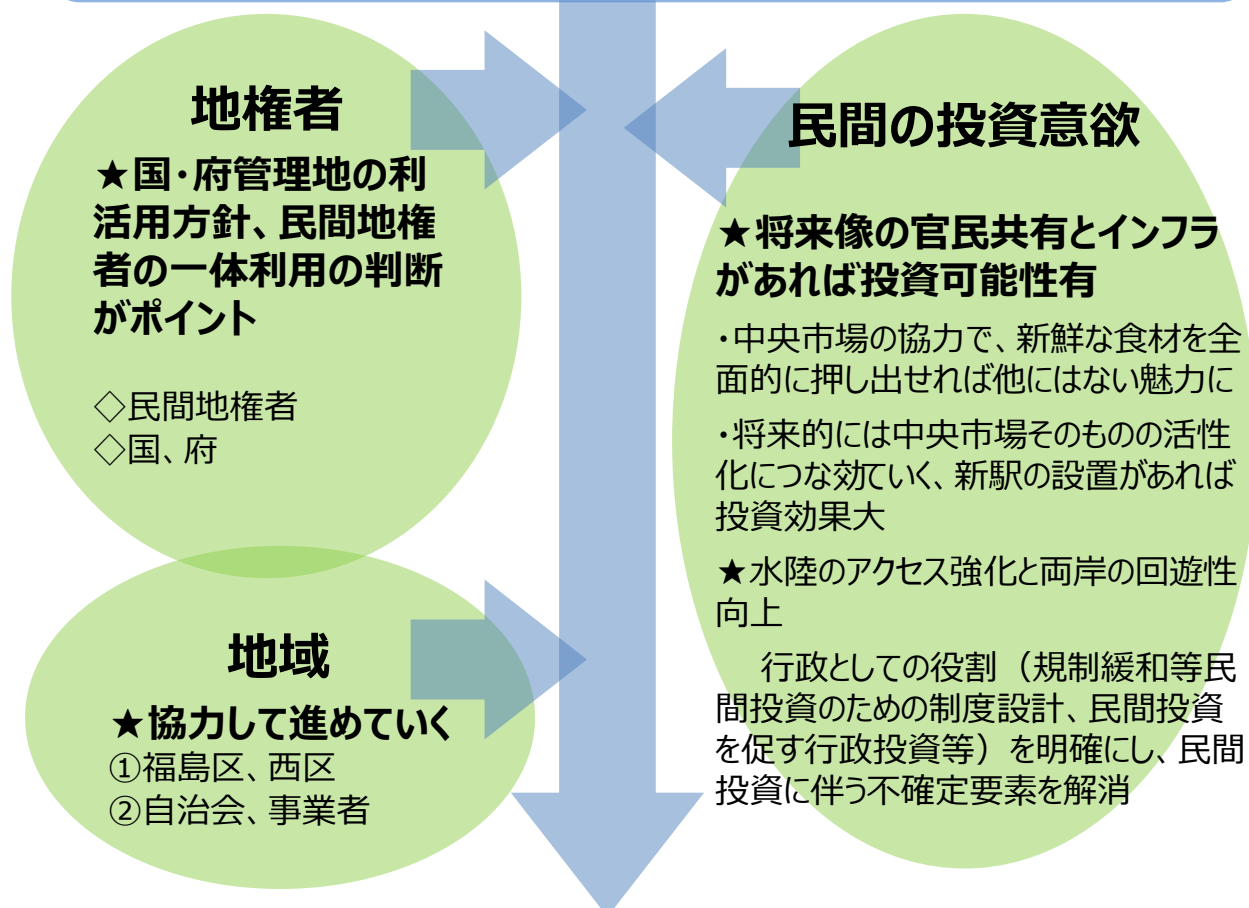 地権者
★国・府管理地の利
活用方針、民間地権
者の一体利用の判断
がポイント
◇民間地権者
◇国、府
地域
★協力して進めていく
①福島区、西区
②自治会、事業者
民間の投資意欲
★将来像の官民共有とインフラ
があれば投資可能性有
・中央市場の協力で、新鮮な食材を全
面的に押し出せれば他にはない魅力に
・将来的には中央市場そのものの活性
化につな効ていく、新駅の設置があれば
投資効果大
★水陸のアクセス強化と両岸の回遊性
向上
行政としての役割（規制緩和等民
間投資のための制度設計、民間投資
を促す行政投資等）を明確にし、民間
投資に伴う不確定要素を解消